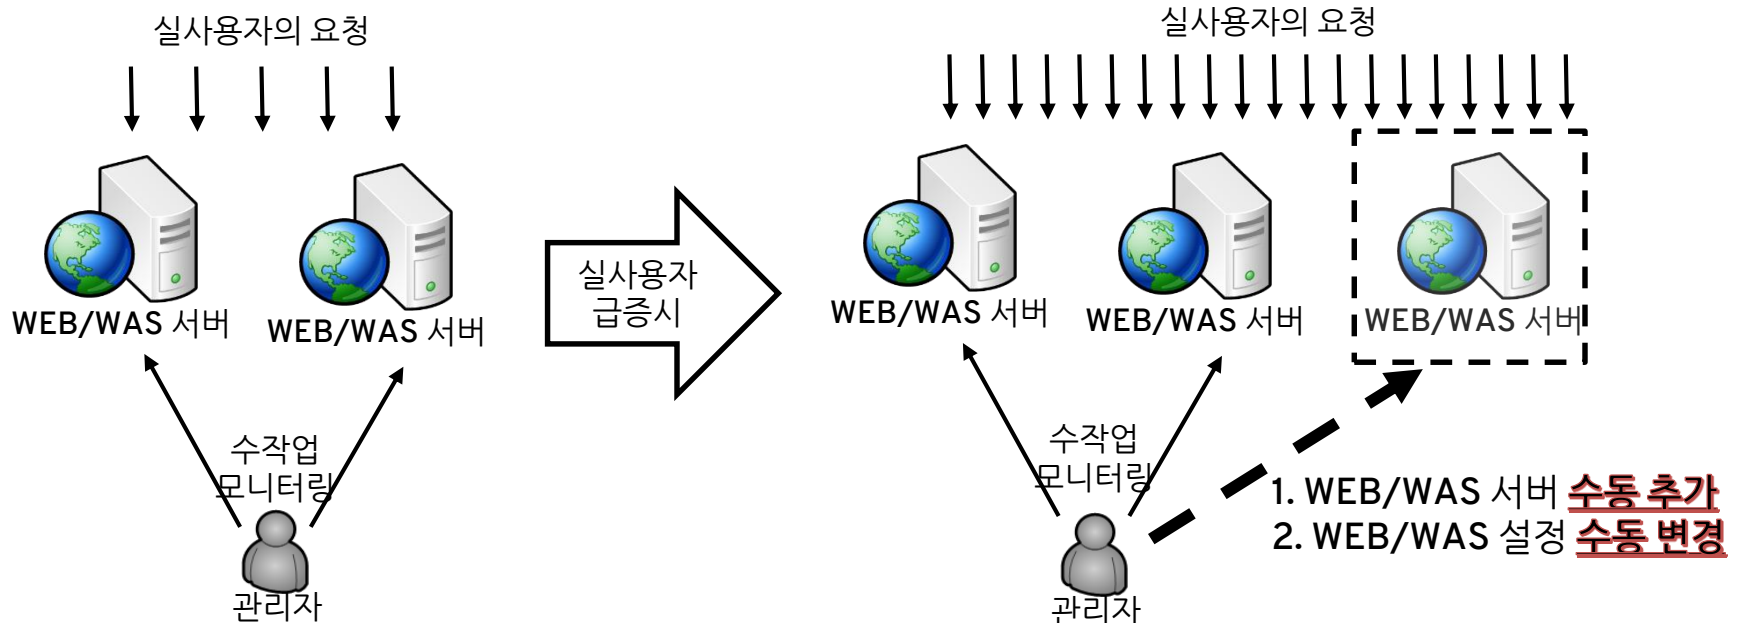 실사용자의 요청
WEB/WAS 서버
WEB/WAS 서버
수작업
모니터링
관리자
실사용자
급증시
실사용자의 요청
WEB/WAS 서버
WEB/WAS 서버
WEB/WAS 서버
수작업
모니터링
관리자
1. WEB/WAS 서버 수동 추가
2. WEB/WAS 설정 수동 변경